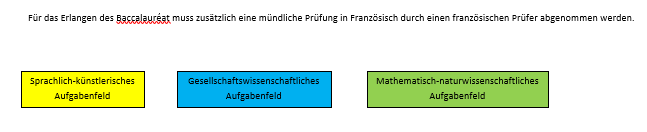 Für das Erlangen des Baccalauréat muss zusätzlich eine mündliche Prüfung in Französisch durch einen französischen Prüfer abgenommen werden.
Sprachlich-künstlerisches
Aufgabenfeld
Gesellschaftswissenschaftliches
Aufgabenfeld
Mathematisch-naturwissenschaftliches
Aufgabenfeld